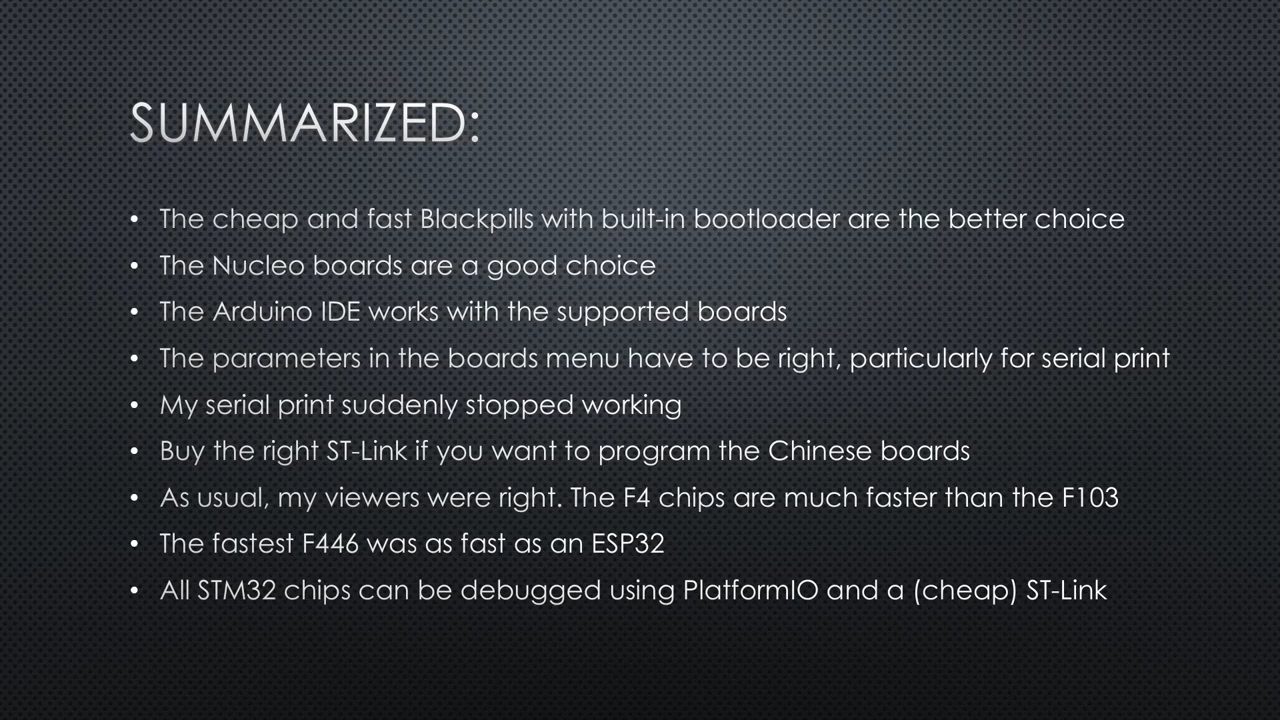 SUMMARIZED:
• The cheap and fast Blackpills with built-in bootloader are the better choice
• The Nucleo boards are a good choice
• The Arduino IDE works with the supported boards
• The parameters in the boards menu have to be right, particularly for serial print
• My serial print suddenly stopped working
• Buy the right ST-Link if you want to program the Chinese boards
• As usual, my viewers were right. The F4 chips are much faster than the F103
• The fastest F446 was as fast as an ESP32
• All STM32 chips can be debugged using PlatformIO and a (cheap) ST-Link